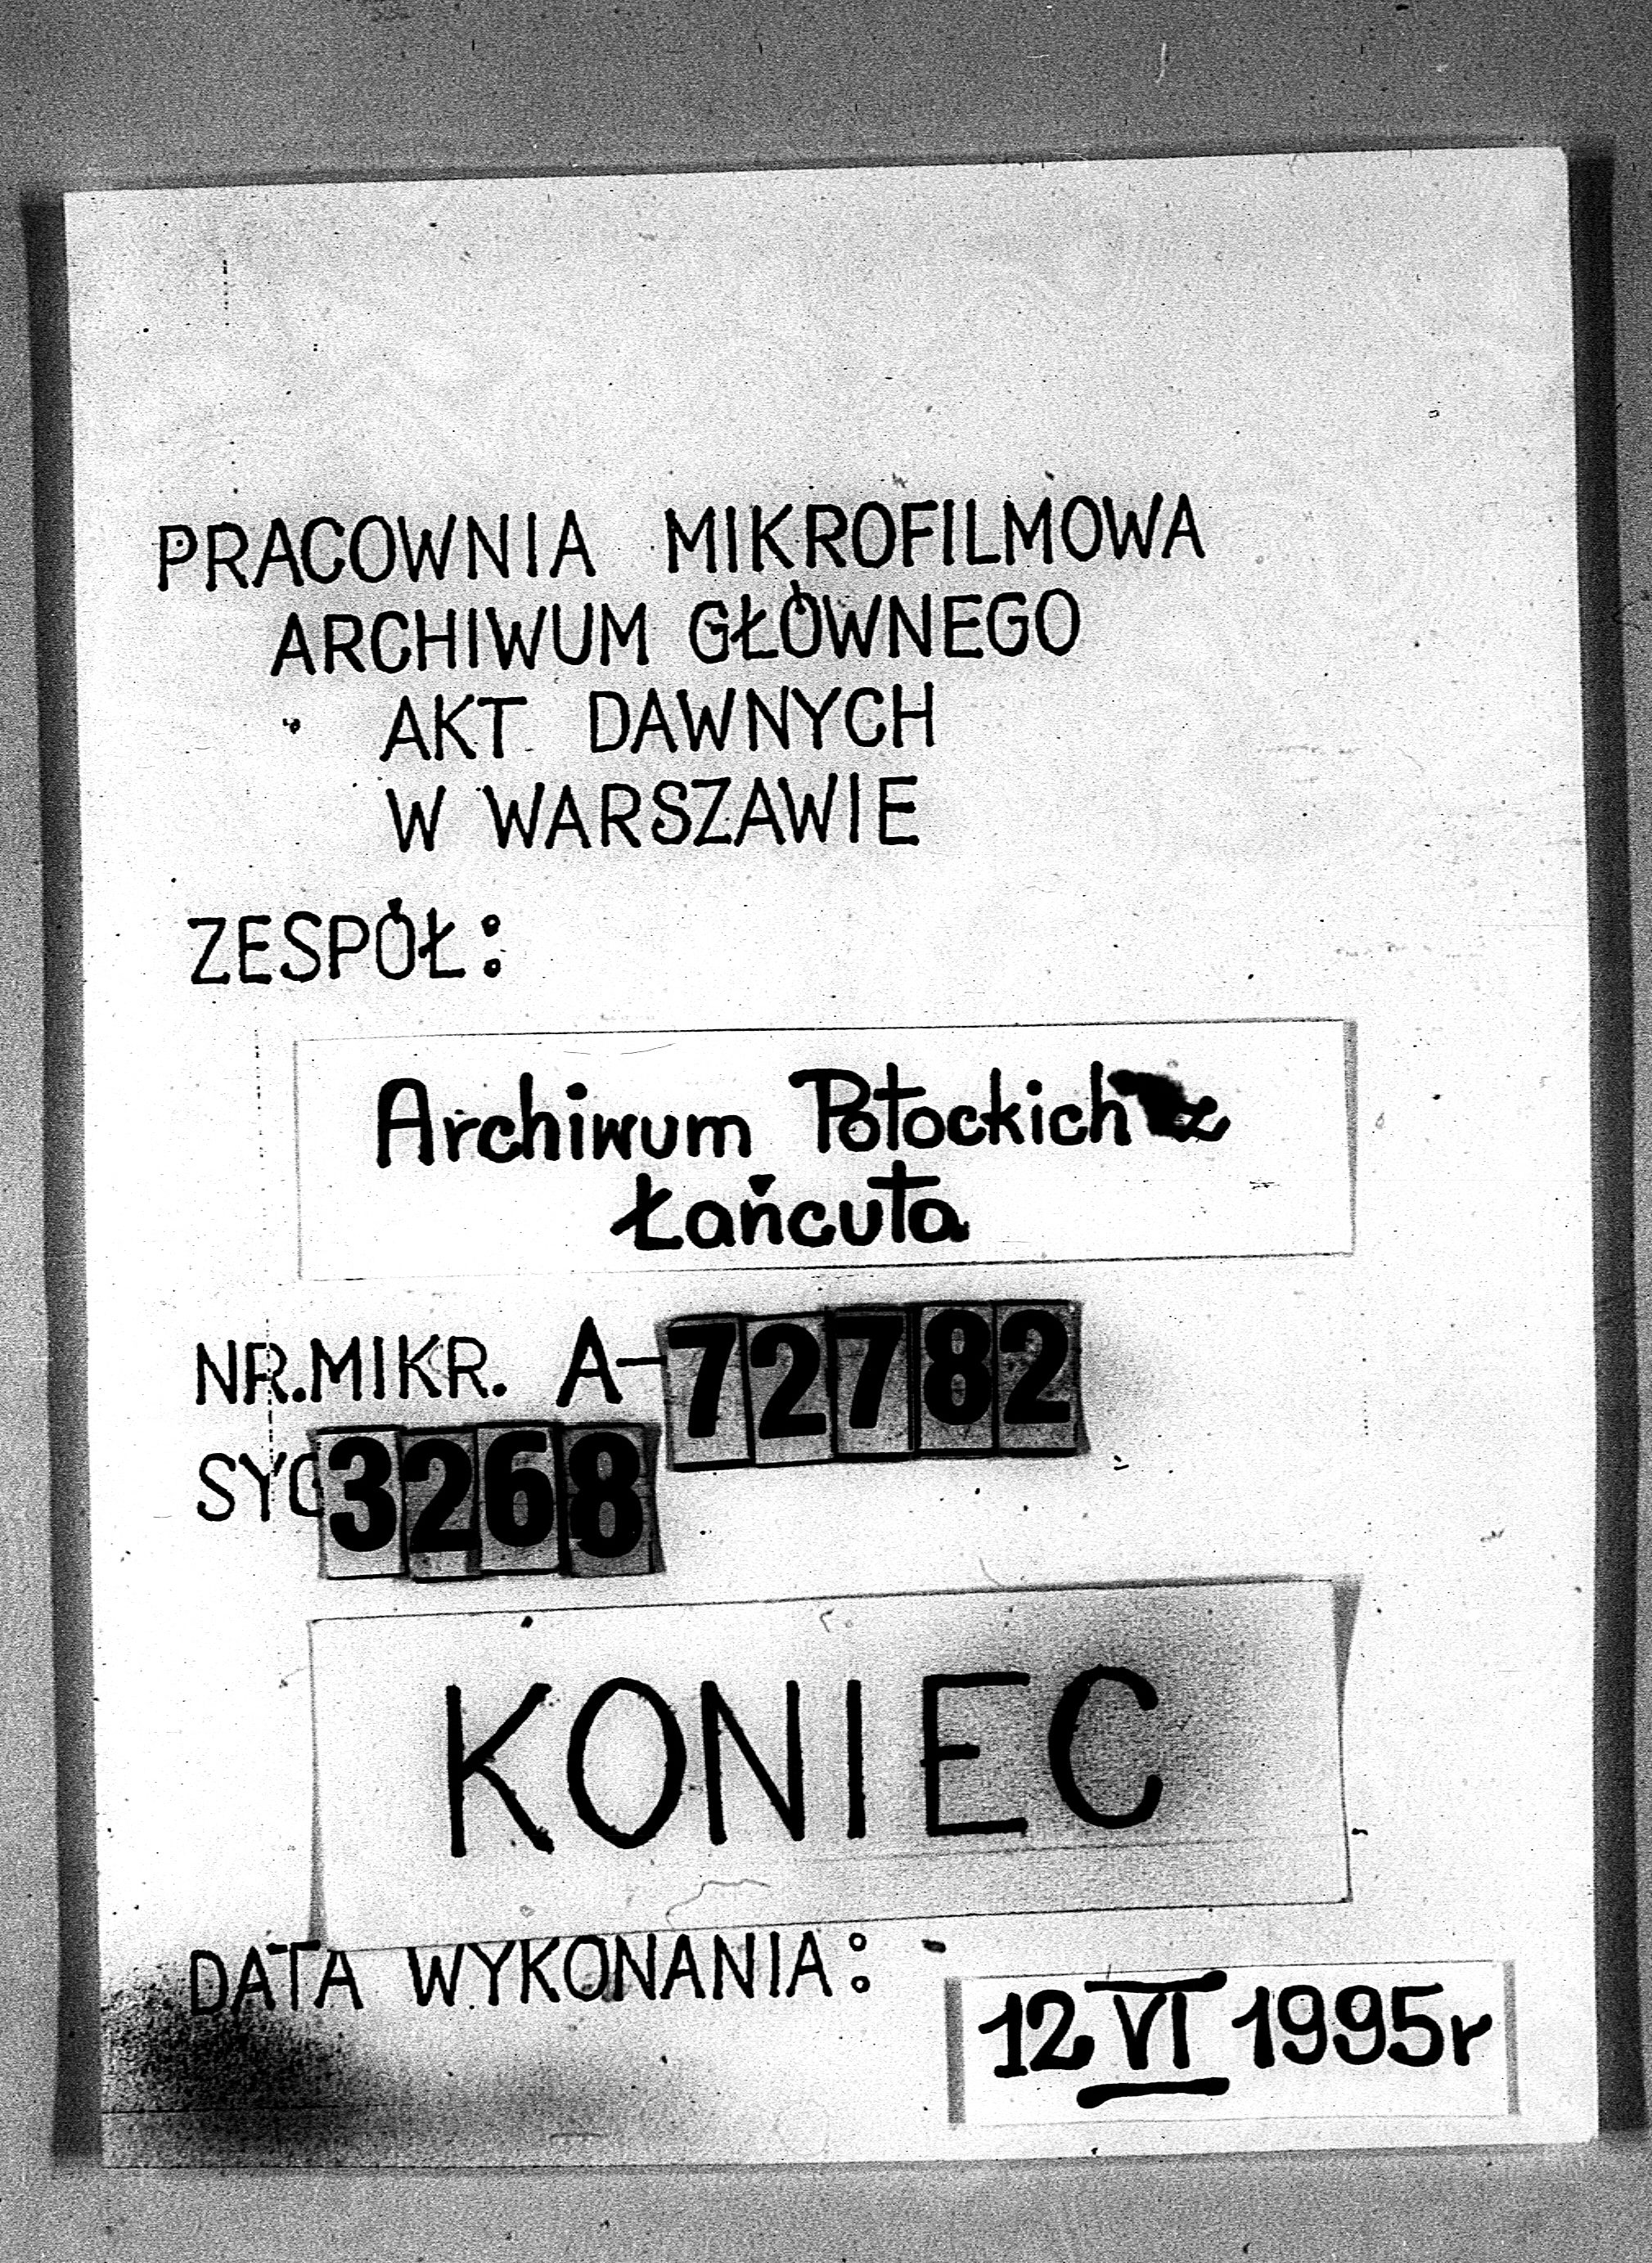 PRACOWNIA MIKROFILMOWA
ARCHIWUM GŁÓWNEGO
AKT DAWNYCH
W WARSZAWIE
ZESPÓŁ:
Archiwum Potockich z
Łańcuta
NR.MIKR. A-72782
SYG 3268
KONIEC
DATA WYKONANIA:
12 VI 1995r